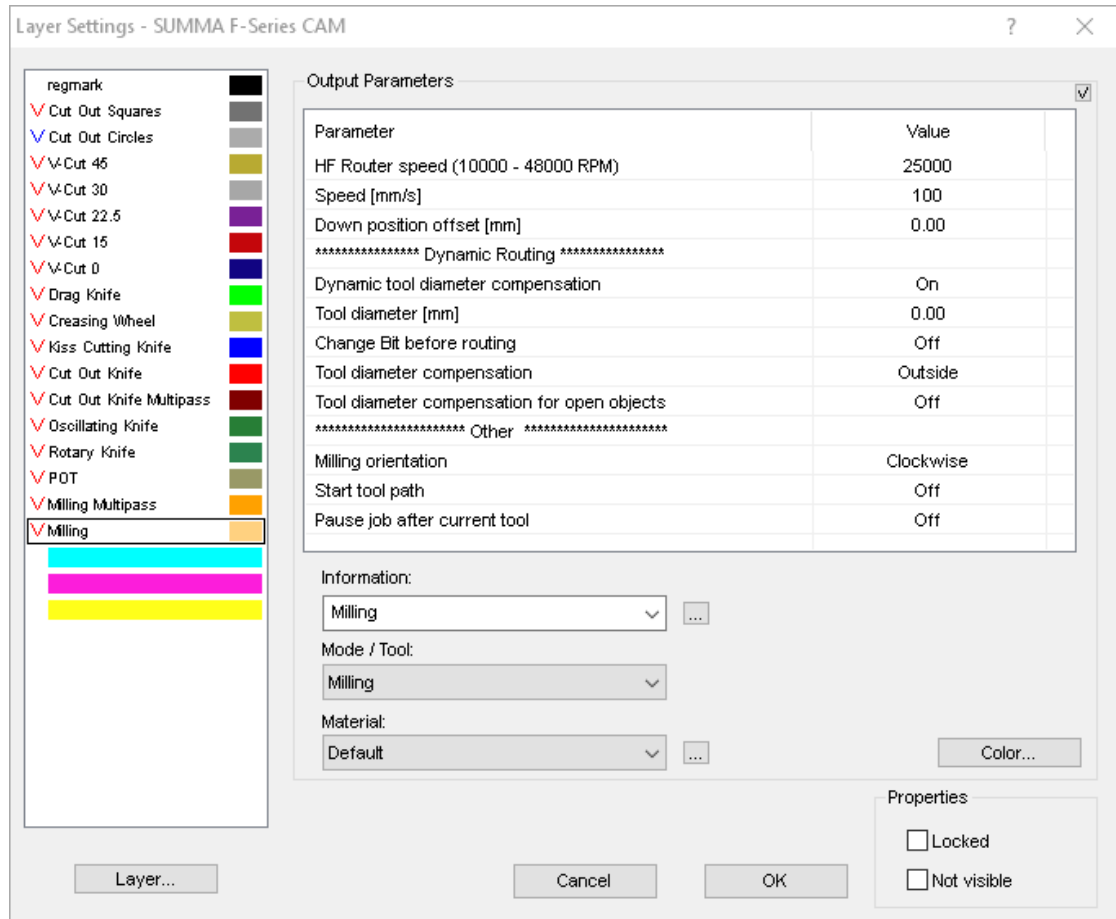 Layer Settings - SUMMA F-Series CAM
?
regmark
V Cut Out Squares
V Cut Out Circles
V V-Cut 45
V V-Cut 30
V V-Cut 22.5
V V-Cut 15
V V-Cut 0
V Drag Knife
V Creasing Wheel
V Kiss Cutting Knife
V Cut Out Knife
V Cut Out Knife Multipass
V Oscillating Knife
V Rotary Knife
V POT
V Milling Multipass
V Milling
Layer...
Output Parameters
Parameter Value
HF Router speed (10000 - 48000 RPM) 25000
Speed [mm/s] 100
Down position offset [mm] 0.00
**************** Dynamic Routing ****************
Dynamic tool diameter compensation On
Tool diameter [mm] 0.00
Change Bit before routing Off
Tool diameter compensation Outside
Tool diameter compensation for open objects Off
*********************** Other **********************
Milling orientation Clockwise
Start tool path Off
Pause job after current tool Off
Information:
Milling ...
Mode / Tool:
Milling
Material:
Default ...
Color...
Properties
Locked
Not visible
Cancel
OK